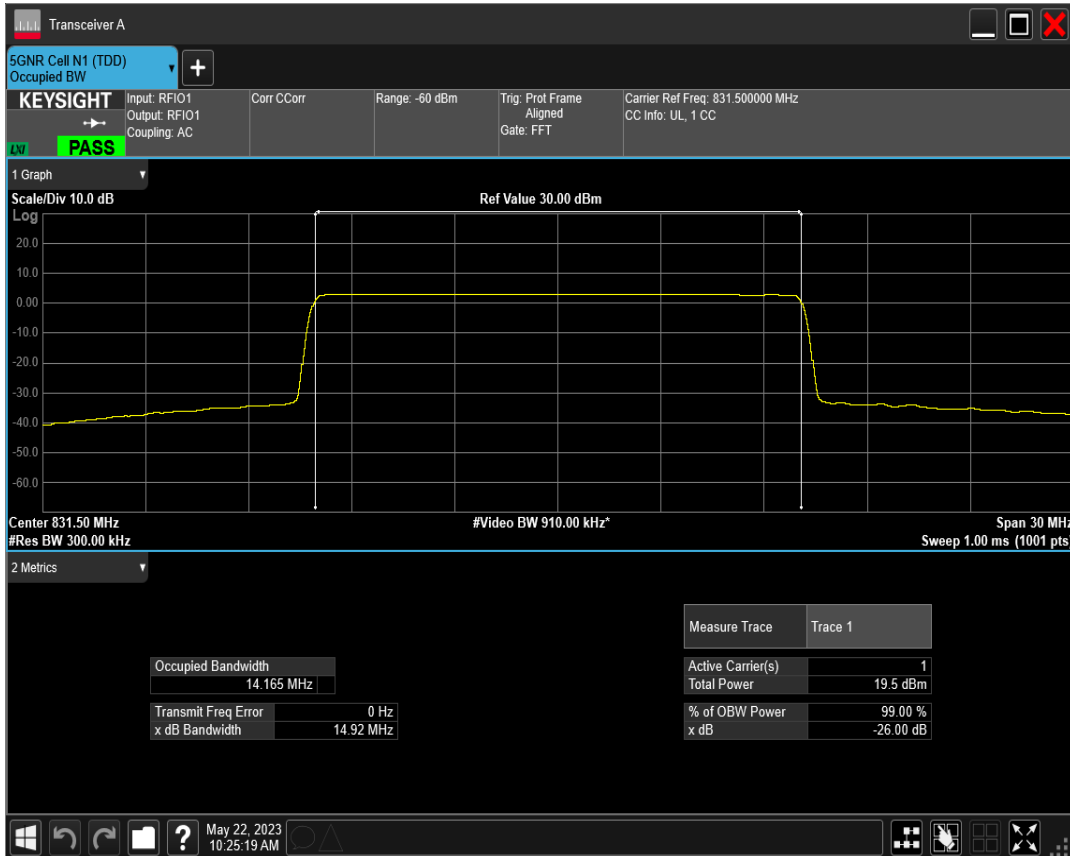 Transceiver A
5GNR Cell N1 (TDD)
Occupied BW
+
KEYSIGHT
LXI
PASS
Input: RFIO1
Output: RFIO1
Coupling: AC
Corr CCorr
Range: -60 dBm
Trig: Prot Frame
Aligned
Gate: FFT
Carrier Ref Freq: 831.500000 MHz
CC Info: UL, 1 CC
1 Graph
Scale/Div 10.0 dB
Ref Value 30.00 dBm
Log
20.0
10.0
0.00
-10.0
-20.0
-30.0
-40.0
-50.0
-60.0
Center 831.50 MHz
#Video BW 910.00 kHz*
Span 30 MHz
#Res BW 300.00 kHz
Sweep 1.00 ms (1001 pts)
2 Metrics
Measure Trace Trace 1
Occupied Bandwidth
14.165 MHz
Active Carrier(s) 1
Total Power 19.5 dBm
Transmit Freq Error 0 Hz
x dB Bandwidth 14.92 MHz
% of OBW Power 99.00 %
x dB -26.00 dB
?
May 22, 2023
10:25:19 AM